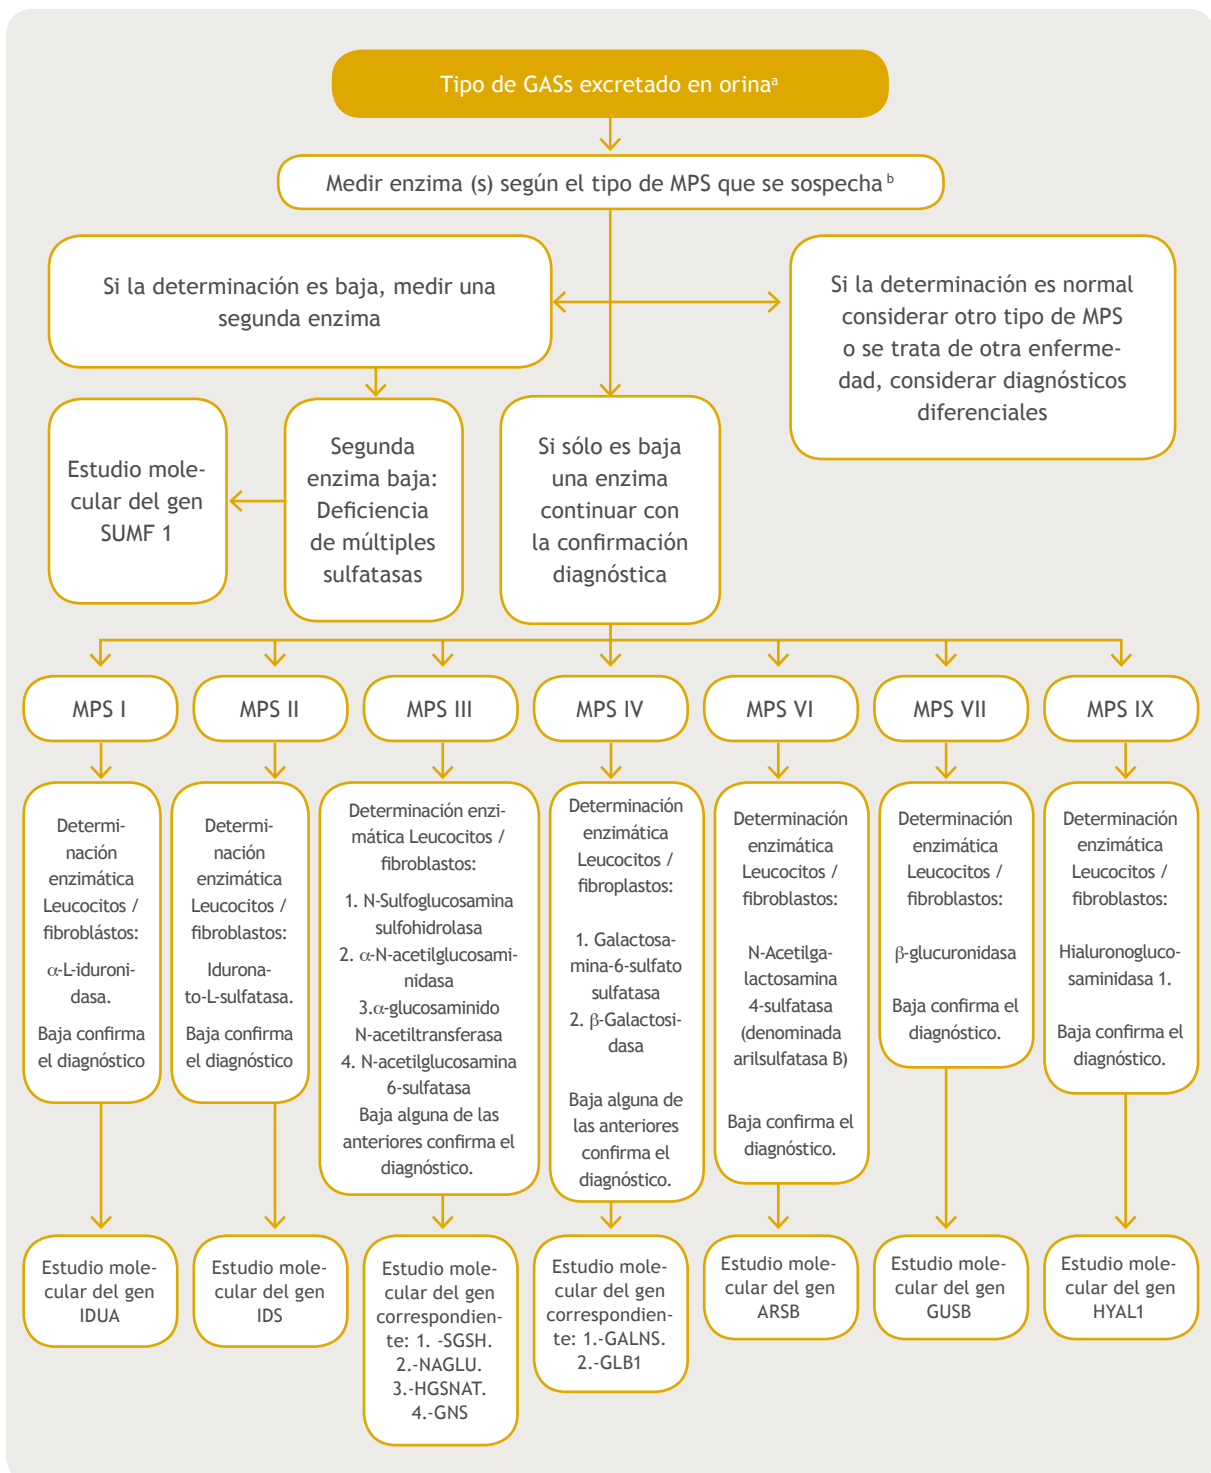 Tipo de GASs excretado en orinaª
Medir enzima (s) según el tipo de MPS que se sospecha b
Si la determinación es baja, medir una
segunda enzima
Si la determinación es normal
considerar otro tipo de MPS
o se trata de otra enferme-
dad, considerar diagnósticos
diferenciales
Estudio mole-
cular del gen
SUMF 1
Segunda
enzima baja:
Deficiencia
de múltiples
sulfatasas
Si sólo es baja
una enzima
continuar con
la confirmación
diagnóstica
MPS I
MPS II
MPS III
MPS IV
MPS VI
MPS VII
MPS IX
Determi-
nación
enzimática
Leucocitos /
fibroblástos:
α-L-iduroni-
dasa.
Baja confirma
el diagnóstico
Determi-
nación
enzimática
Leucocitos /
fibroblastos:
Idurona-
to-L-sulfatasa.
Baja confirma
el diagnóstico
Determinación enzi-
mática Leucocitos /
fibroblastos:
1. N-Sulfoglucosamina
sulfohidrolasa
2. α-N-acetilglucosami-
nidasa
3.α-glucosaminido
N-acetiltransferasa
4. N-acetilglucosamina
6-sulfatasa
Baja alguna de las
anteriores confirma el
diagnóstico.
Determinación
enzimática
Leucocitos /
fibroplastos:
1. Galactosa-
mina-6-sulfato
sulfatasa
2. β-Galactosi-
dasa
Baja alguna de
las anteriores
confirma el
diagnóstico.
Determinación
enzimática
Leucocitos /
fibroblastos:
N-Acetilga-
lactosamina
4-sulfatasa
(denominada
arilsulfatasa B)
Baja confirma el
diagnóstico.
Determinación
enzimática
Leucocitos /
fibroblastos:
β-glucuronidasa
Baja confirma el
diagnóstico.
Determinación
enzimática
Leucocitos /
fibroblastos:
Hialuronogluco-
saminidasa 1.
Baja confirma el
diagnóstico.
Estudio mole-
cular del gen
IDUA
Estudio mole-
cular del gen
IDS
Estudio mole-
cular del gen
correspondien-
te: 1. -SGSH.
2.-NAGLU.
3.-HGSNAT.
4.-GNS
Estudio mole-
cular del gen
correspondien-
te: 1.-GALNS.
2.-GLB1
Estudio mole-
cular del gen
ARSB
Estudio mole-
cular del gen
GUSB
Estudio mole-
cular del gen
HYAL1